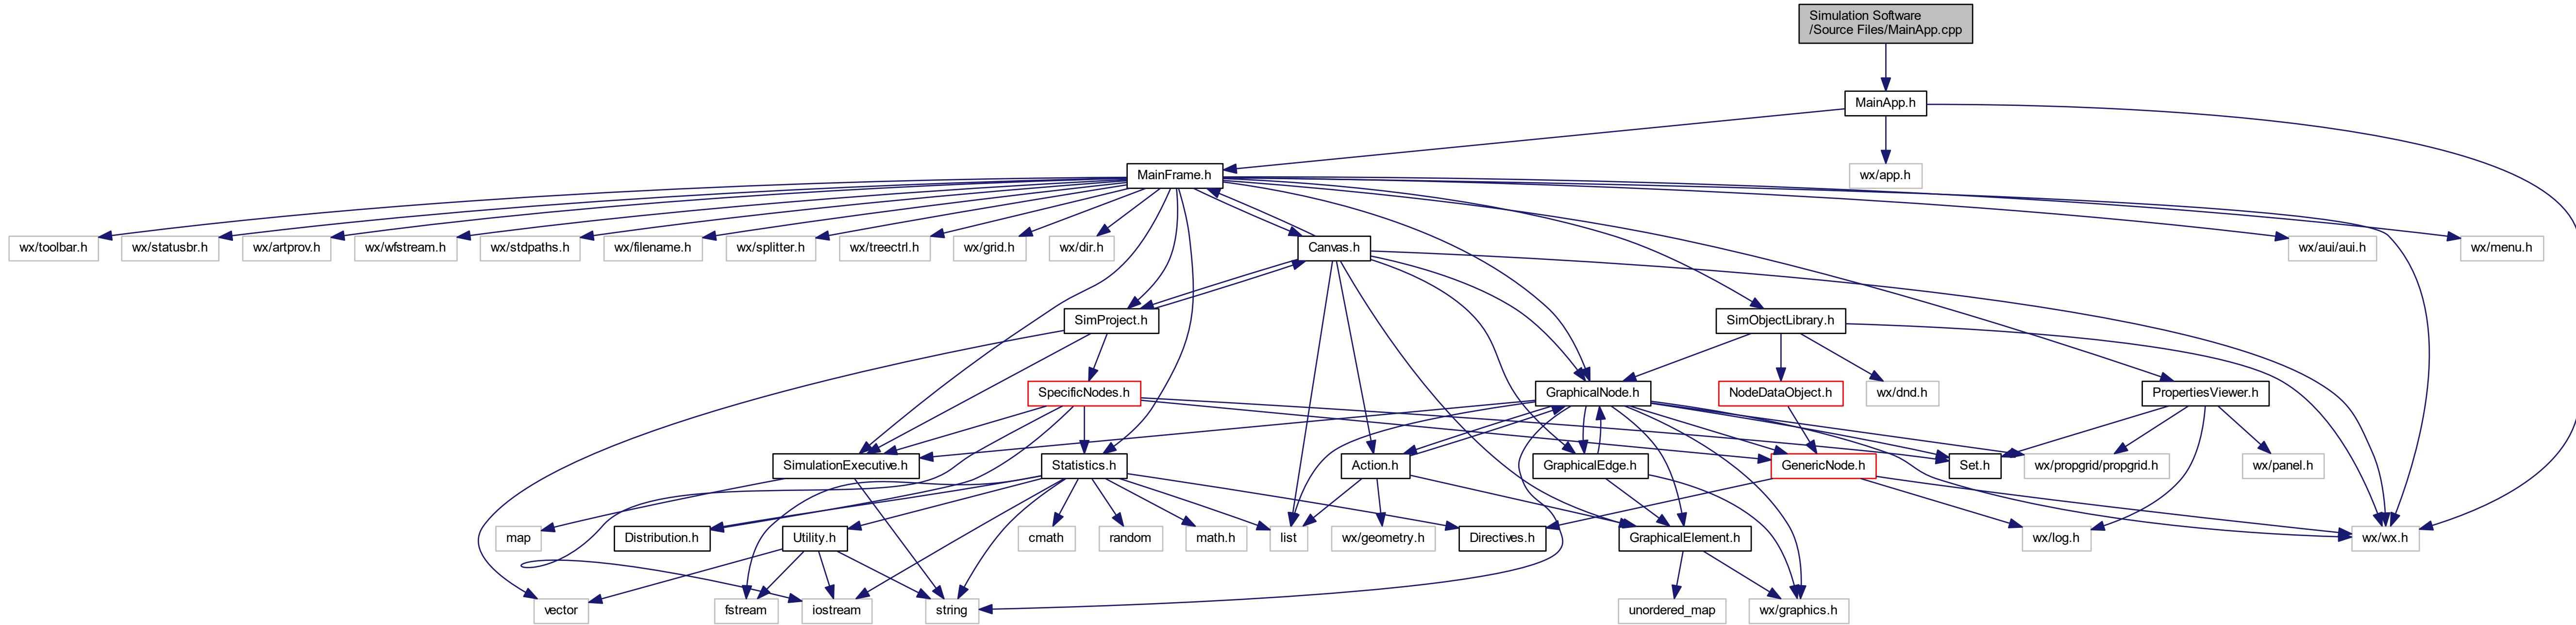 Simulation Software
/Source Files/MainApp.cpp
MainApp.h
MainFrame.h
wx/app.h
wx/toolbar.h
wx/statusbr.h
wx/artprov.h
wx/wfstream.h
wx/stdpaths.h
wx/filename.h
wx/splitter.h
wx/treectrl.h
wx/grid.h
wx/dir.h
Canvas.h
wx/aui/aui.h
wx/menu.h
SimProject.h
SimObjectLibrary.h
SpecificNodes.h
GraphicalNode.h
NodeDataObject.h
wx/dnd.h
PropertiesViewer.h
SimulationExecutive.h
Statistics.h
Action.h
GraphicalEdge.h
GenericNode.h
Set.h
wx/propgrid/propgrid.h
wx/panel.h
map
Distribution.h
Utility.h
cmath
random
math.h
list
wx/geometry.h
Directives.h
GraphicalElement.h
wx/log.h
wx/wx.h
vector
fstream
iostream
string
unordered_map
wx/graphics.h